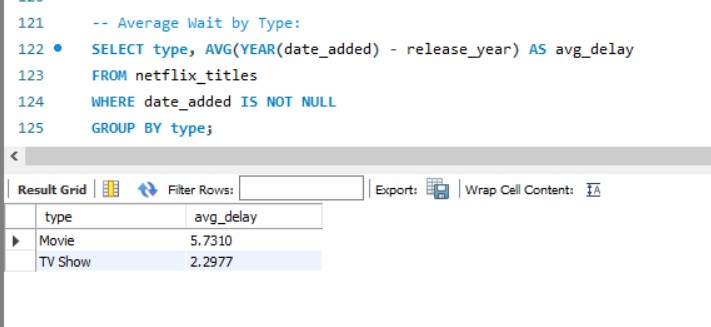 121 -- Average Wait by Type:
122 SELECT type, AVG(YEAR(date_added) - release_year) AS avg_delay
123 FROM netflix_titles
124 WHERE date_added IS NOT NULL
125 GROUP BY type;
Result Grid Filter Rows: Export: Wrap Cell Content:
type avg_delay
Movie 5.7310
TV Show 2.2977